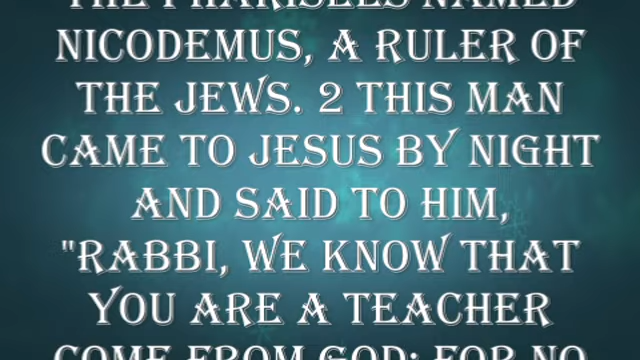 THE PHARISEES NAMED
NICODEMUS, A RULER OF
THE JEWS. 2 THIS MAN
CAME TO JESUS BY NIGHT
AND SAID TO HIM,
"RABBI, WE KNOW THAT
YOU ARE A TEACHER
COME FROM GOD; FOR NO